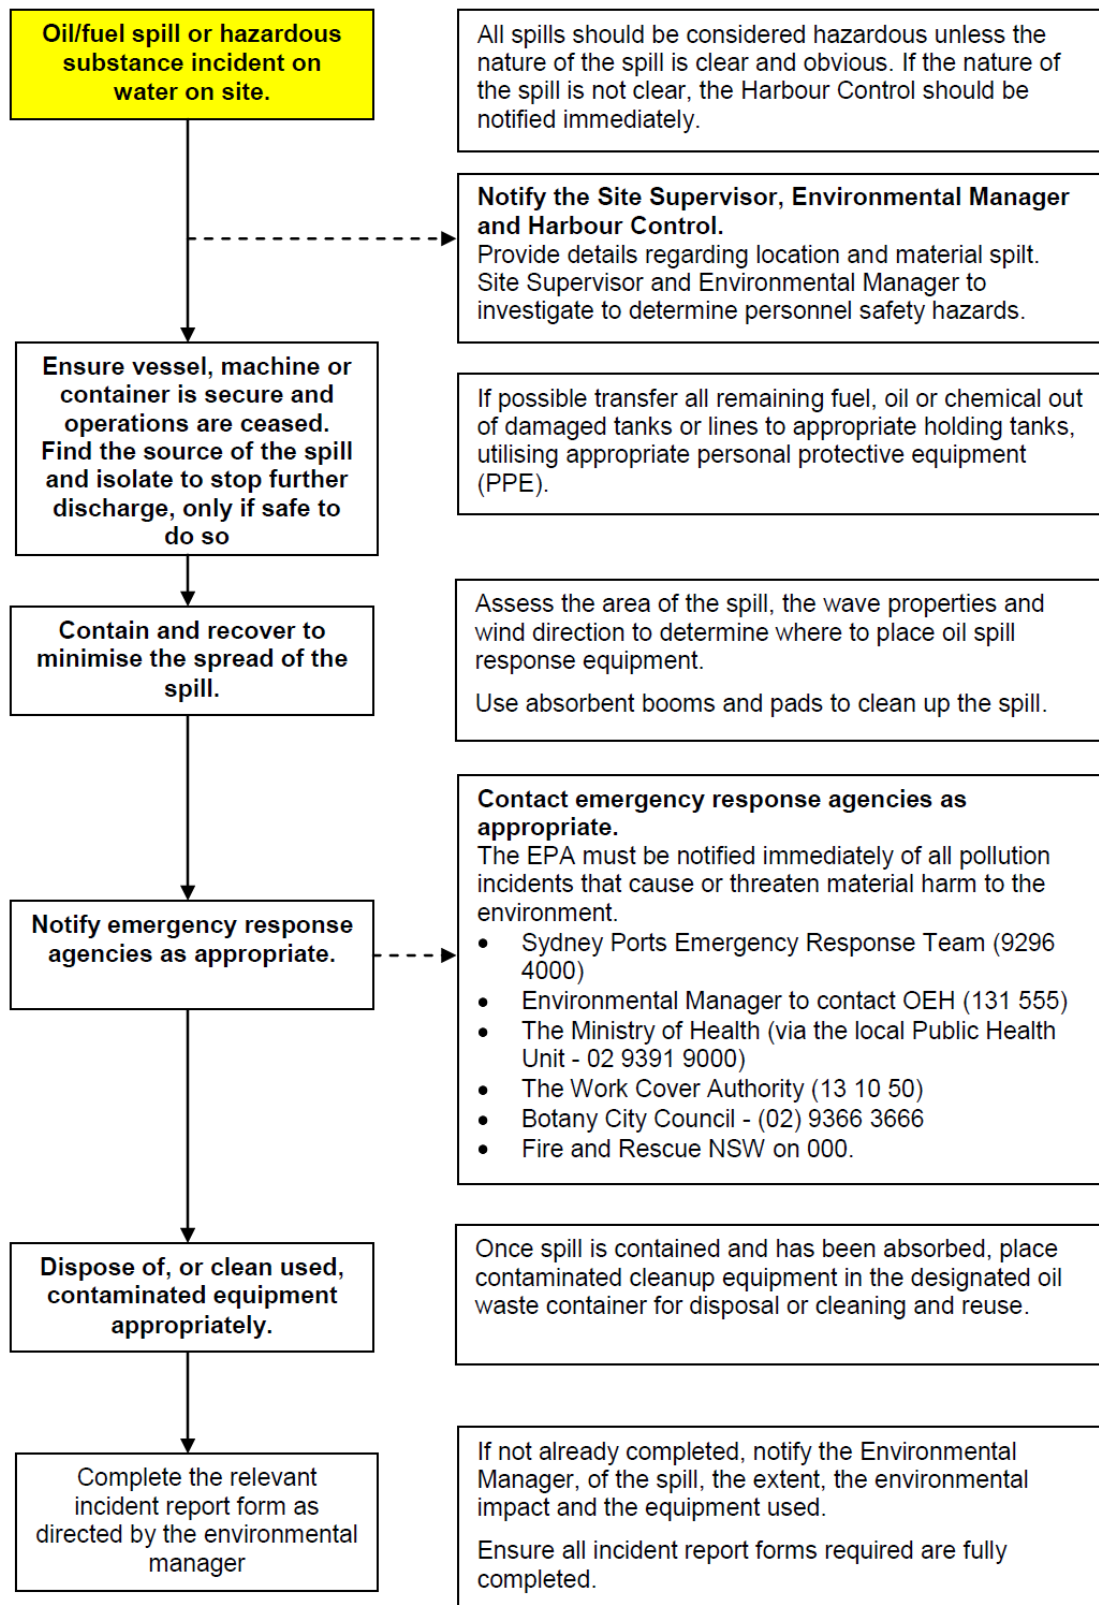 Oil/fuel spill or hazardous
substance incident on
water on site.
All spills should be considered hazardous unless the
nature of the spill is clear and obvious. If the nature of
the spill is not clear, the Harbour Control should be
notified immediately.
Notify the Site Supervisor, Environmental Manager
and Harbour Control.
Provide details regarding location and material spilt.
Site Supervisor and Environmental Manager to
investigate to determine personnel safety hazards.
Ensure vessel, machine or
container is secure and
operations are ceased.
Find the source of the spill
and isolate to stop further
discharge, only if safe to
do so
If possible transfer all remaining fuel, oil or chemical out
of damaged tanks or lines to appropriate holding tanks,
utilising appropriate personal protective equipment
(PPE).
Contain and recover to
minimise the spread of the
spill.
Assess the area of the spill, the wave properties and
wind direction to determine where to place oil spill
response equipment.
Use absorbent booms and pads to clean up the spill.
Notify emergency response
agencies as appropriate.
Contact emergency response agencies as
appropriate.
The EPA must be notified immediately of all pollution
incidents that cause or threaten material harm to the
environment.
• Sydney Ports Emergency Response Team (9296
4000)
• Environmental Manager to contact OEH (131 555)
• The Ministry of Health (via the local Public Health
Unit - 02 9391 9000)
• The Work Cover Authority (13 10 50)
• Botany City Council - (02) 9366 3666
• Fire and Rescue NSW on 000.
Dispose of, or clean used,
contaminated equipment
appropriately.
Once spill is contained and has been absorbed, place
contaminated cleanup equipment in the designated oil
waste container for disposal or cleaning and reuse.
Complete the relevant
incident report form as
directed by the environmental
manager
If not already completed, notify the Environmental
Manager, of the spill, the extent, the environmental
impact and the equipment used.
Ensure all incident report forms required are fully
completed.